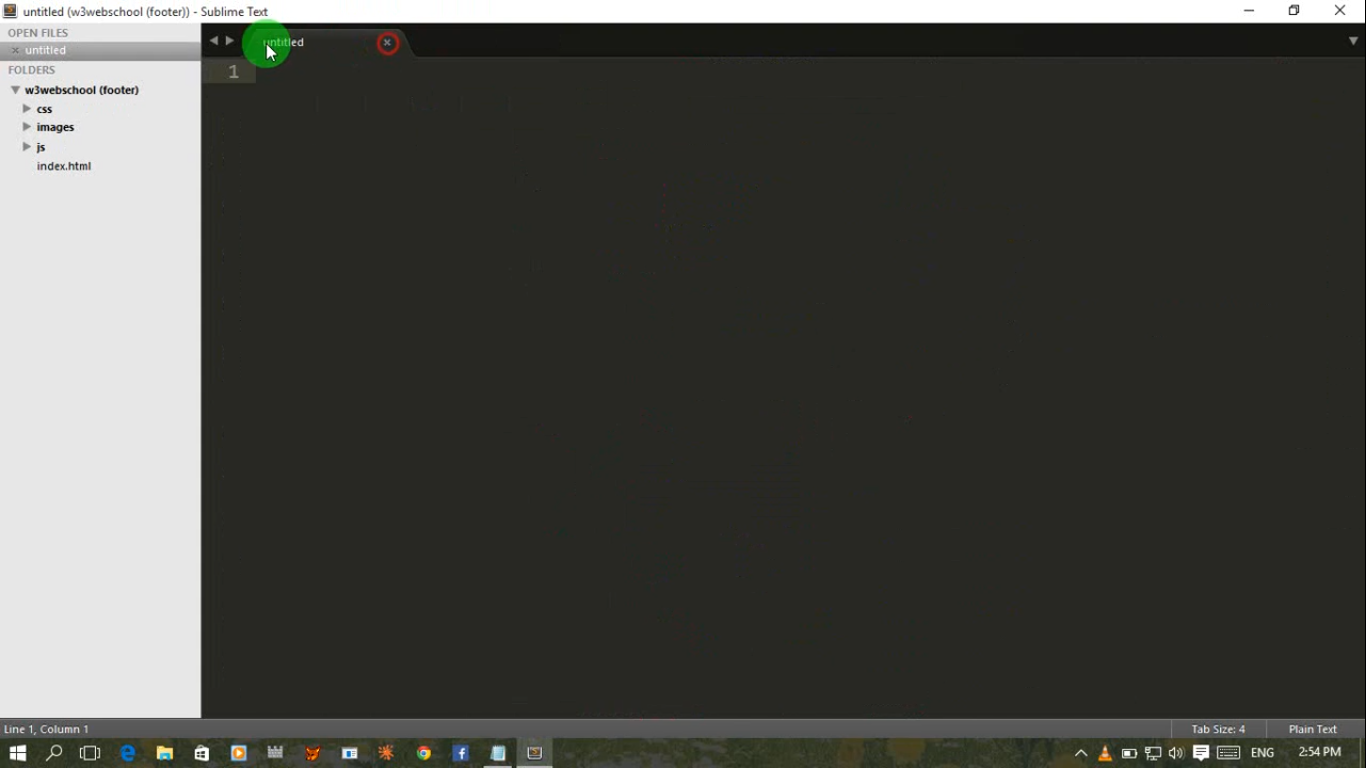 untitled (w3webschool (footer)) - Sublime Text
OPEN FILES
untitled
FOLDERS
w3webschool (footer)
css
images
js
index.html
untitled
1
Line 1, Column 1
Tab Size: 4
Plain Text
ENG
2:54 PM